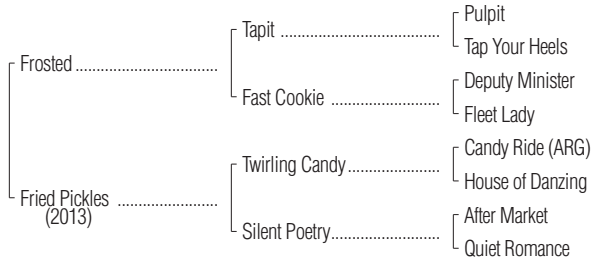 Pulpit
Tapit
Tap Your Heels
Frosted
Deputy Minister
Fast Cookie
Fleet Lady
Candy Ride (ARG)
Twirling Candy
House of Danzing
Fried Pickles
(2013)
After Market
Silent Poetry
Quiet Romance